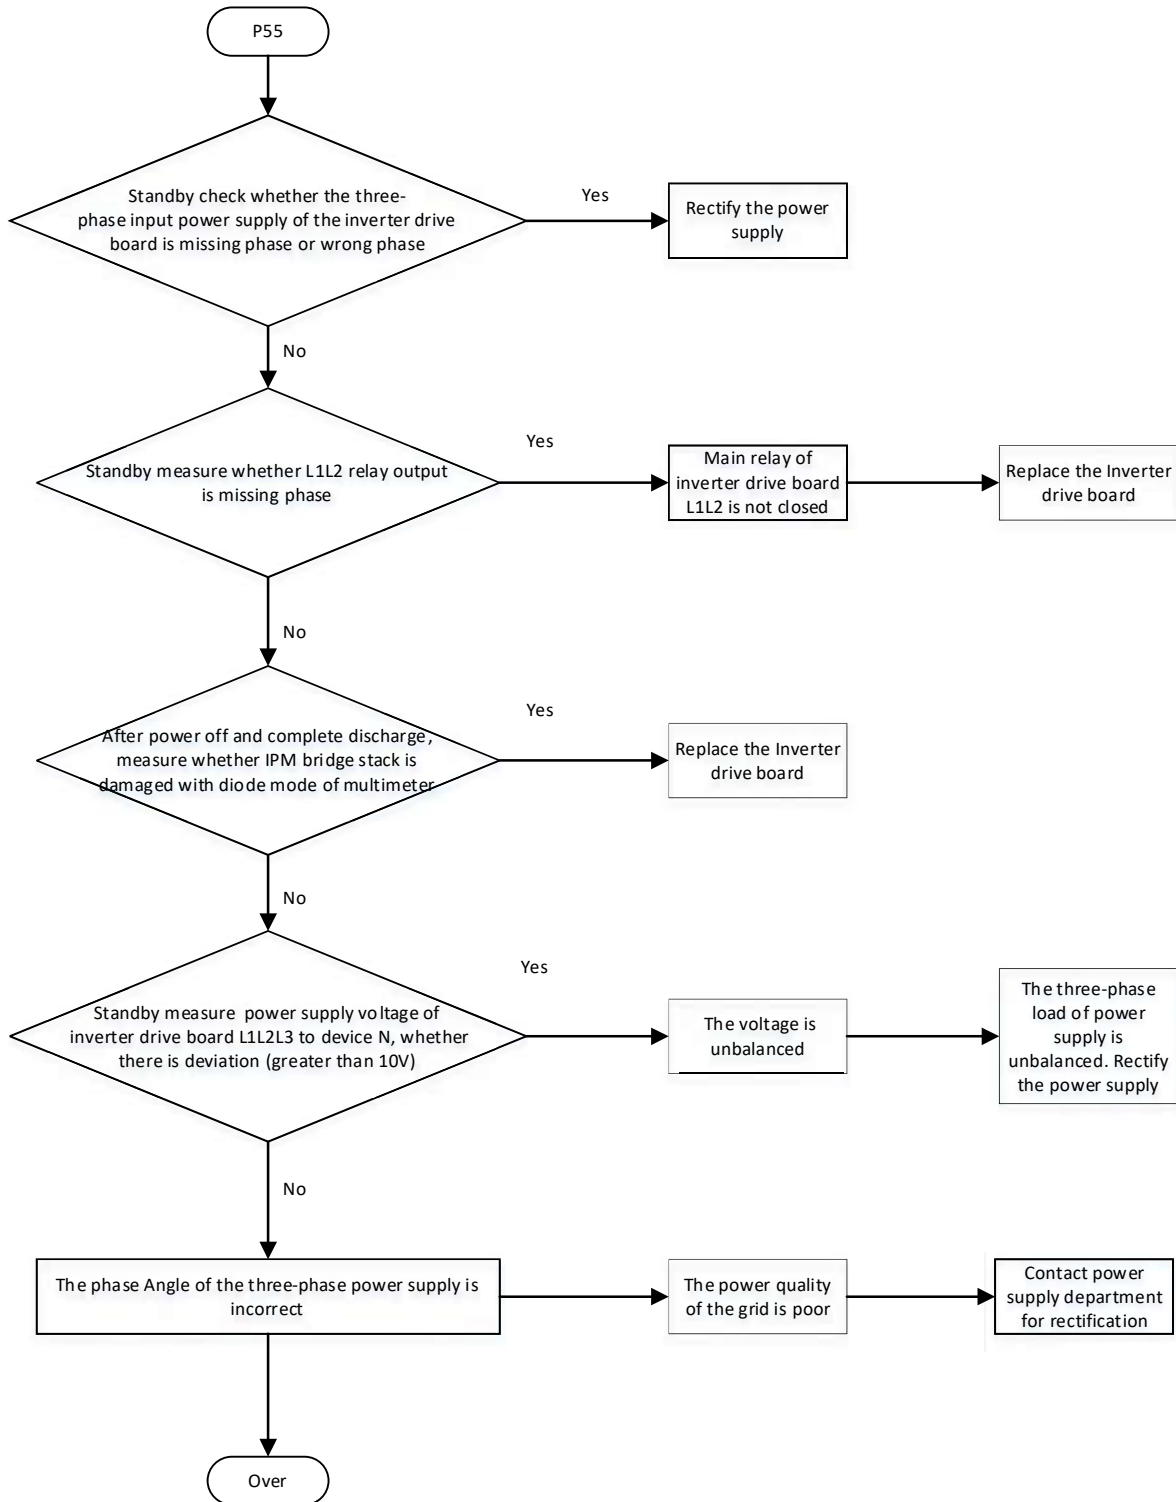 P55
Standby check whether the three-
phase input power supply of the inverter drive
board is missing phase or wrong phase
Yes
Rectify the power
supply
No
Standby measure whether L1L2 relay output
is missing phase
Yes
Main relay of
inverter drive board
L1L2 is not closed
Replace the Inverter
drive board
No
After power off and complete discharge,
measure whether IPM bridge stack is
damaged with diode mode of multimeter
Yes
Replace the Inverter
drive board
No
Standby measure power supply voltage of
inverter drive board L1L2L3 to device N, whether
there is deviation (greater than 10V)
Yes
The voltage is
unbalanced
The three-phase
load of power
supply is
unbalanced. Rectify
the power supply
No
The phase Angle of the three-phase power supply is
incorrect
The power quality
of the grid is poor
Contact power
supply department
for rectification
Over